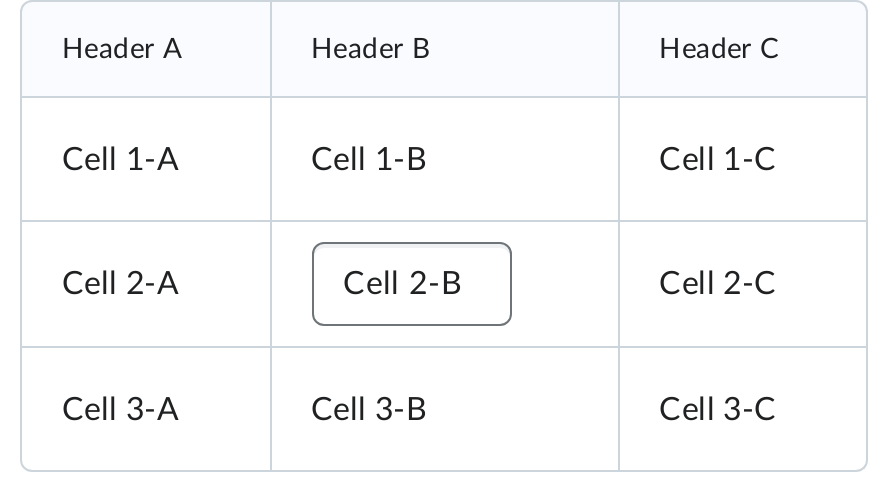 Header A Header B Header C
Cell 1-A Cell 1-B Cell 1-C
Cell 2-A Cell 2-B Cell 2-C
Cell 3-A Cell 3-B Cell 3-C